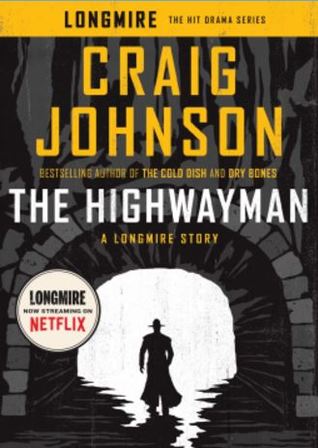 LONGMIRE THE HIT DRAMA SERIES
CRAIG
JOHNSON
BESTSELLING AUTHOR OF THE COLD DISH AND DRY BONES
THE HIGHWAYMAN
A LONGMIRE STORY
LONGMIRE
NOW STREAMING ON
NETFLIX